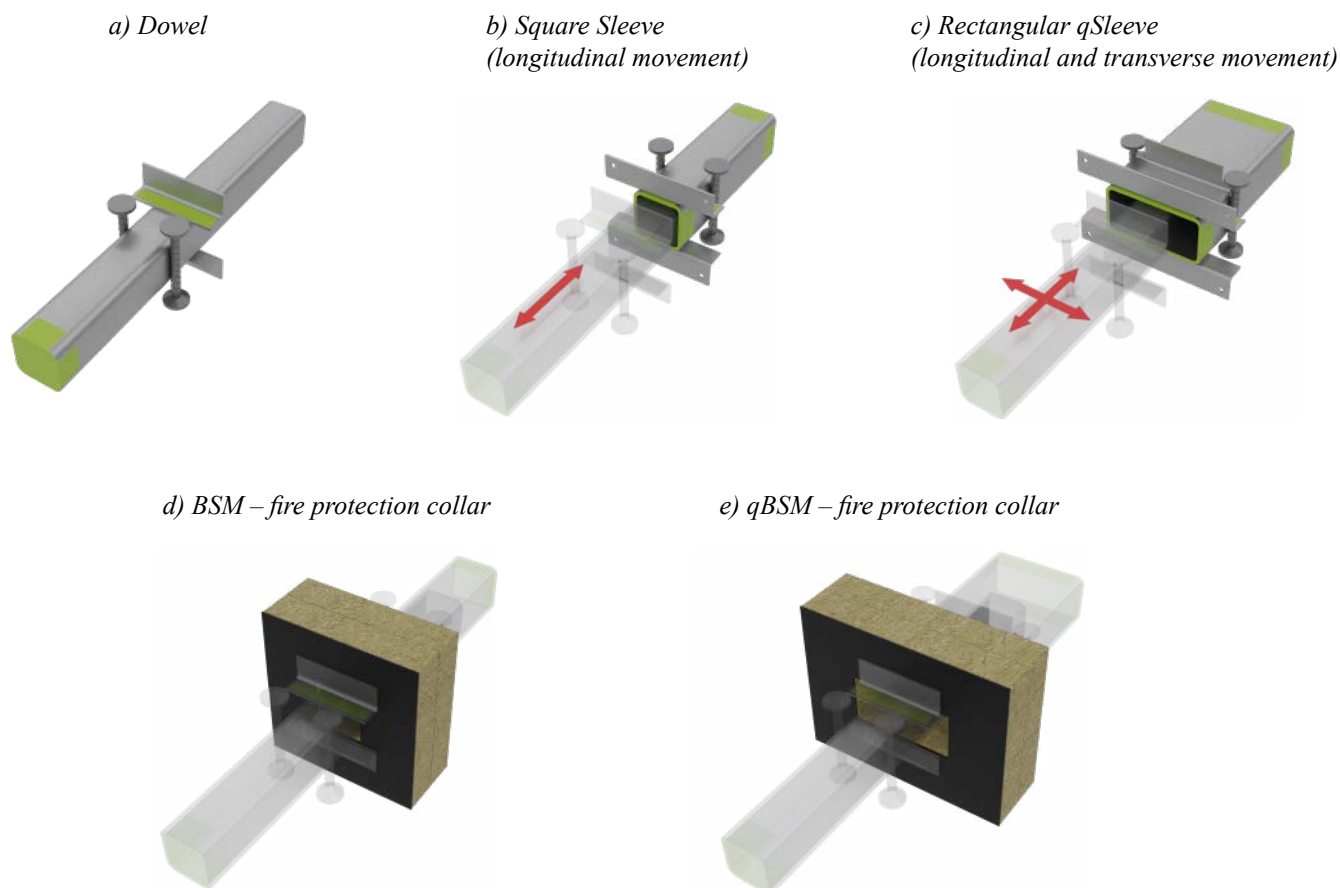 a) Dowel
b) Square Sleeve
(longitudinal movement)
c) Rectangular qSleeve
(longitudinal and transverse movement)
d) BSM – fire protection collar
e) qBSM – fire protection collar